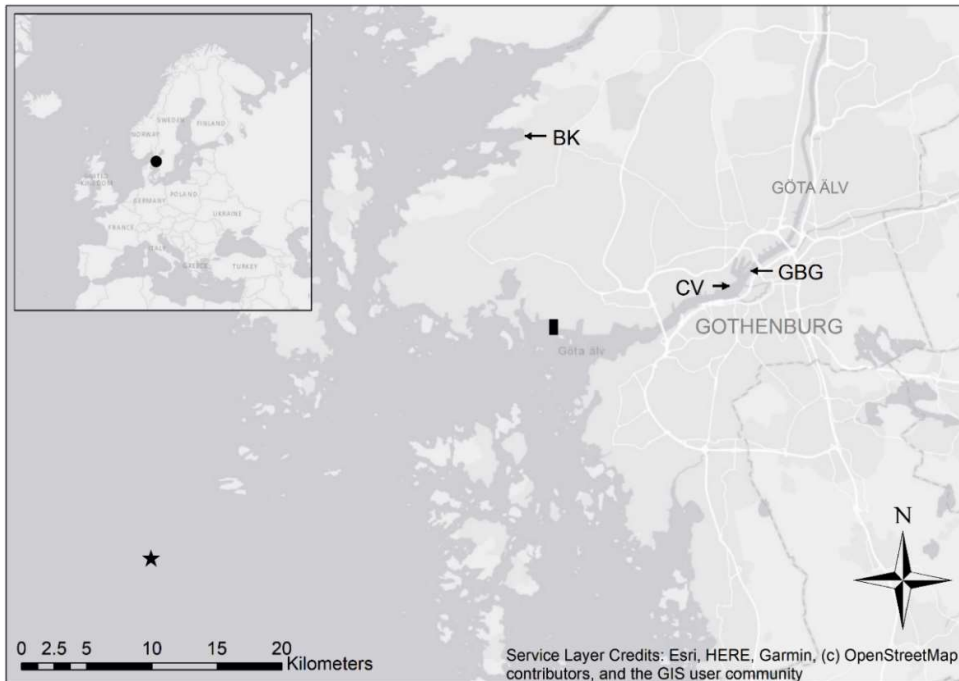 NORWAY
SWEDEN
FINLAND
UNITED
KINGDOM
POLAND
GERMANY
UKRAINE
FRANCE
ITALY
GREECE
TURKEY
BK
GÖTA ÄLV
GBG
CV
GOTHENBURG
Göta älv
N
0 2.5 5 10 15 20
Kilometers
Service Layer Credits: Esri, HERE, Garmin, (c) OpenStreetMap
contributors, and the GIS user community